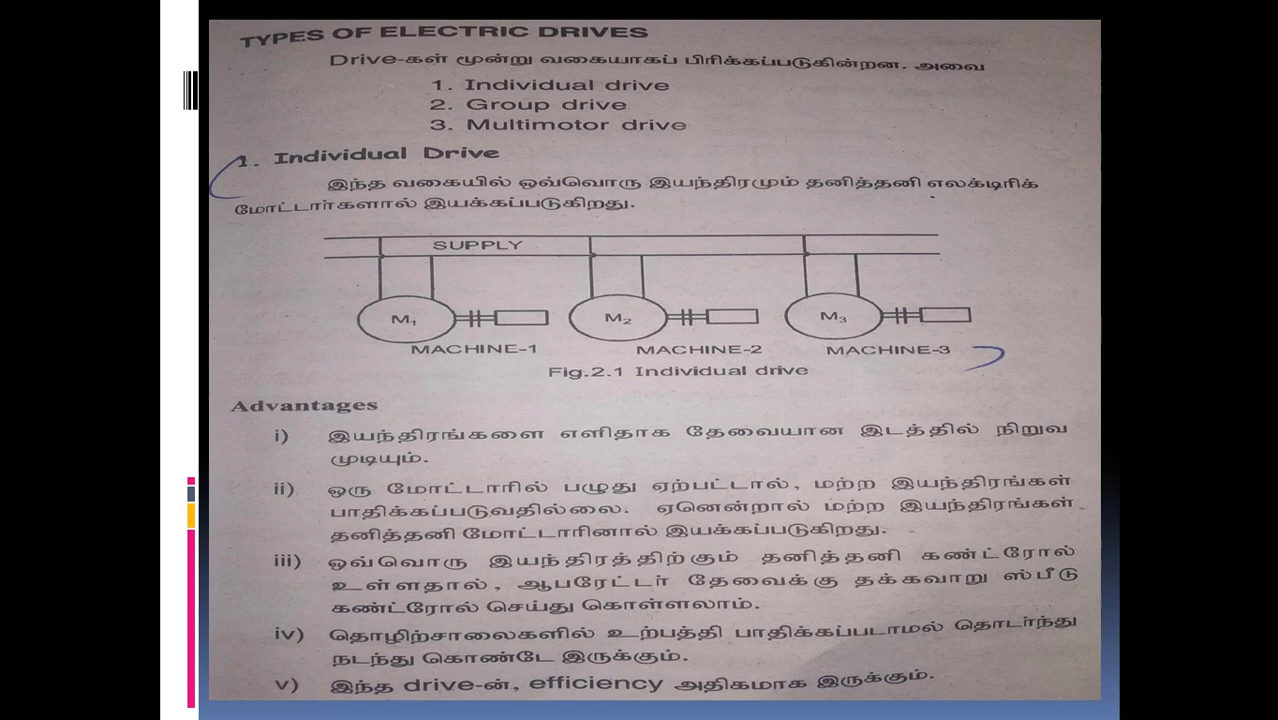 TYPES OF ELECTRIC DRIVES
Drive-கள் மூன்று வகையாகப் பிரிக்கப்படுகின்றன. அவை
1. Individual drive
2. Group drive
3. Multimotor drive
1. Individual Drive
இந்த வகையில் ஒவ்வொரு இயந்திரமும் தனித்தனி எலக்டிரிக்
மோட்டார்களால் இயக்கப்படுகிறது.
SUPPLY
M₁ M₂ M₃
MACHINE-1 MACHINE-2 MACHINE-3
Fig.2.1 Individual drive
Advantages
i) இயந்திரங்களை எளிதாக தேவையான இடத்தில் நிறுவ
முடியும்.
ii) ஒரு மோட்டாரில் பழுது ஏற்பட்டால், மற்ற இயந்திரங்கள்
பாதிக்கப்படுவதில்லை. ஏனென்றால் மற்ற இயந்திரங்கள்
தனித்தனி மோட்டாரினால் இயக்கப்படுகிறது.
iii) ஒவ்வொரு இயந்திரத்திற்கும் தனித்தனி கண்ட்ரோல்
உள்ளதால், ஆபரேட்டர் தேவைக்கு தக்கவாறு ஸ்பீடு
கண்ட்ரோல் செய்து கொள்ளலாம்.
iv) தொழிற்சாலைகளில் உற்பத்தி பாதிக்கப்படாமல் தொடர்ந்து
நடந்து கொண்டே இருக்கும்.
v) இந்த drive-ன், efficiency அதிகமாக இருக்கும்.